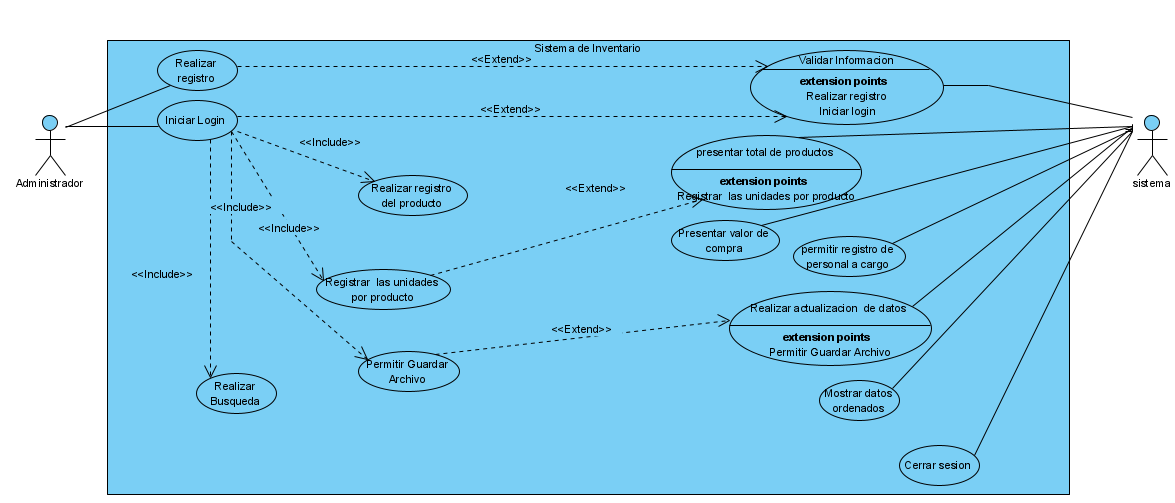 Sistema de Inventario
Realizar
registro
<<Extend>>
Validar Informacion
extension points
Realizar registro
Iniciar login
Iniciar Login
<<Extend>>
Administrador
sistema
<<Include>>
presentar total de productos
extension points
Registrar las unidades por producto
Realizar registro
del producto
<<Extend>>
<<Include>>
<<Include>>
Presentar valor de
compra
permitir registro de
personal a cargo
<<Include>>
Registrar las unidades
por producto
Realizar actualizacion de datos
extension points
Permitir Guardar Archivo
<<Extend>>
Permitir Guardar
Archivo
Realizar
Busqueda
Mostrar datos
ordenados
Cerrar sesion